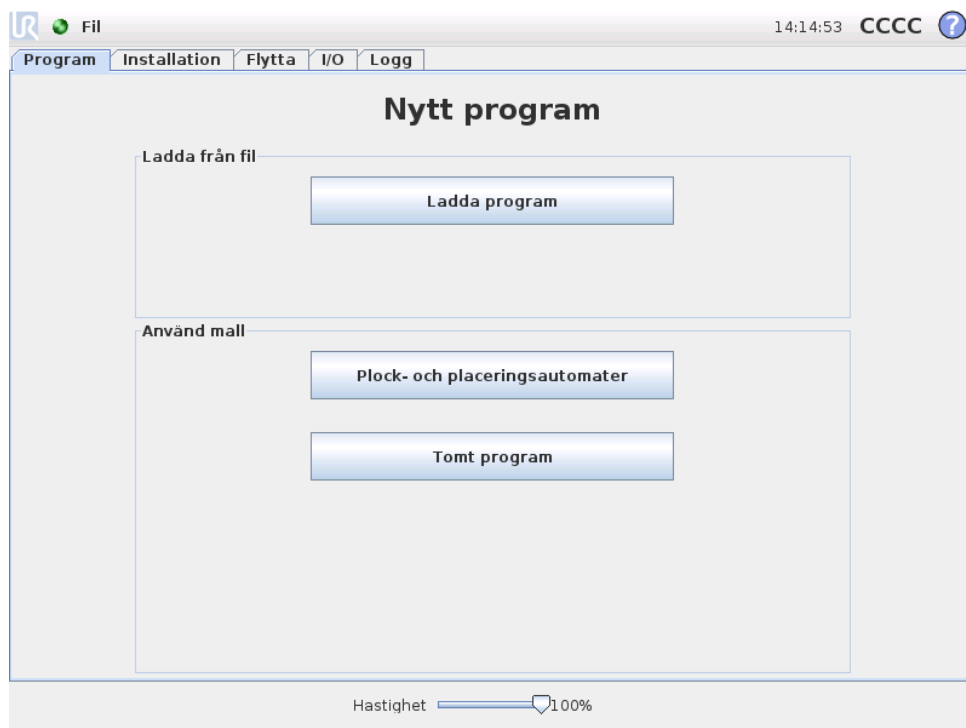 UR Fil 14:14:53 CCCC ?
Program Installation Flytta I/O Logg
Nytt program
Ladda från fil
Ladda program
Använd mall
Plock- och placeringsautomater
Tomt program
Hastighet 100%